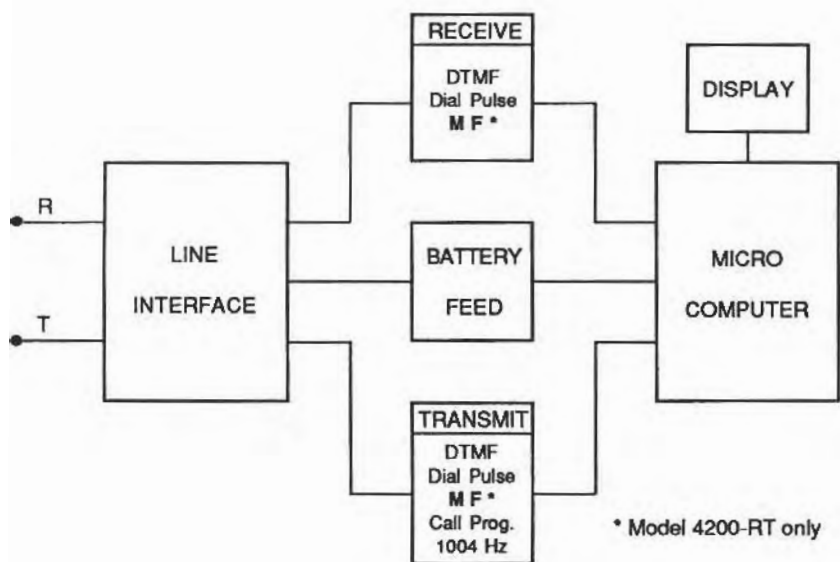 RECEIVE
DTMF
Dial Pulse
M F *
DISPLAY
R
T
LINE
INTERFACE
BATTERY
FEED
MICRO
COMPUTER
TRANSMIT
DTMF
Dial Pulse
M F *
Call Prog.
1004 Hz
* Model 4200-RT only